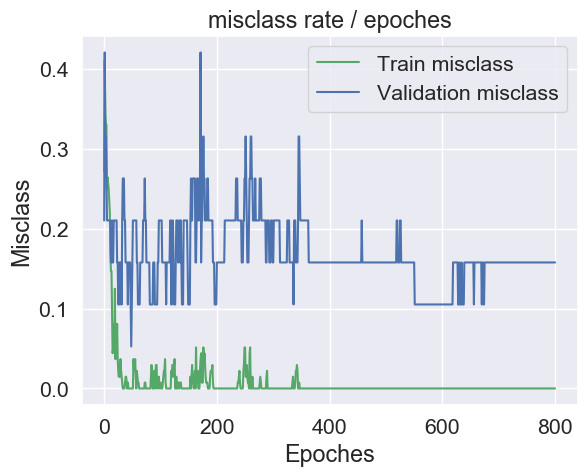 misclass rate / epoches
Train misclass
Validation misclass
Misclass
0.4
0.3
0.2
0.1
0.0
0
200
400
600
800
Epoches